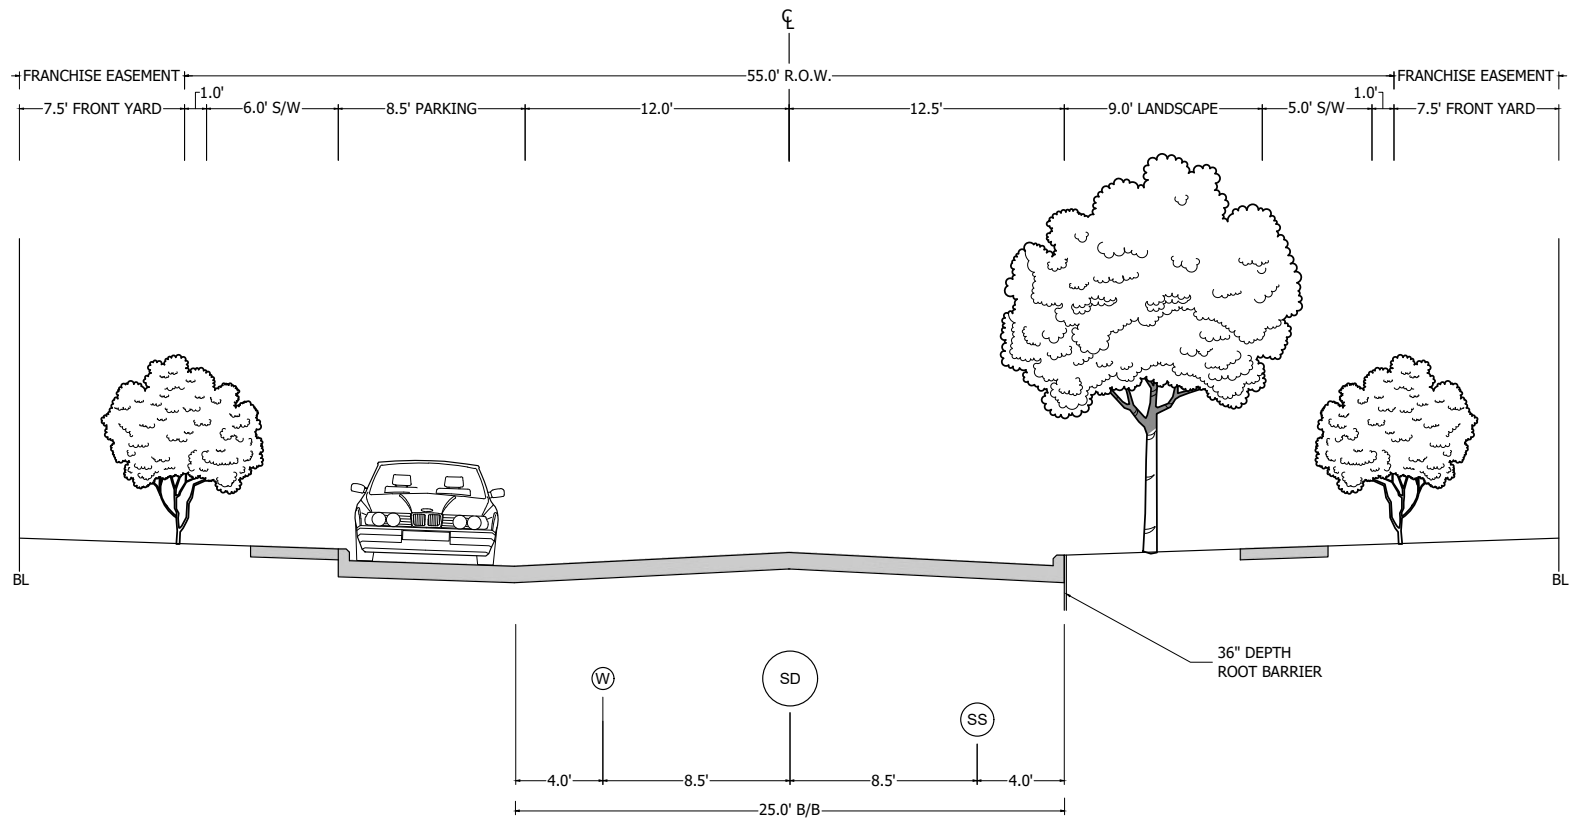 ℄
FRANCHISE EASEMENT
55.0' R.O.W.
FRANCHISE EASEMENT
1.0'
1.0'
7.5' FRONT YARD
6.0' S/W
8.5' PARKING
12.0'
12.5'
9.0' LANDSCAPE
5.0' S/W
7.5' FRONT YARD
BL
BL
36" DEPTH
ROOT BARRIER
W
SD
SS
4.0'
8.5'
8.5'
4.0'
25.0' B/B